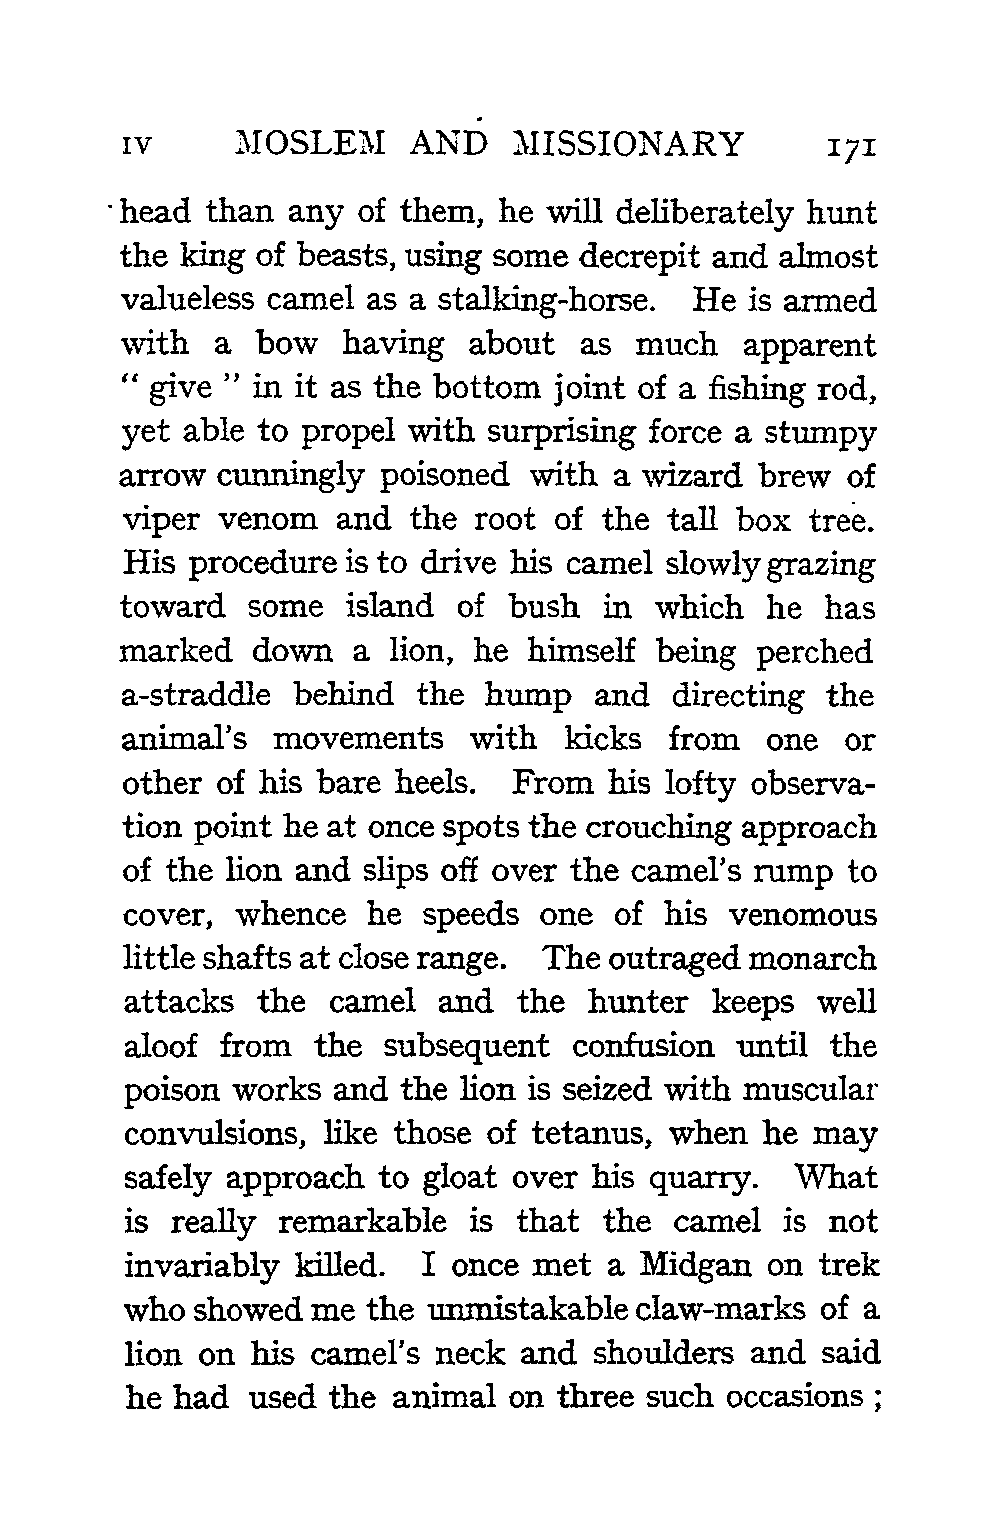 IV MOSLEM AND MISSIONARY 171
head than any of them, he will deliberately hunt
the king of beasts, using some decrepit and almost
valueless camel as a stalking-horse. He is armed
with a bow having about as much apparent
“ give ” in it as the bottom joint of a fishing rod,
yet able to propel with surprising force a stumpy
arrow cunningly poisoned with a wizard brew of
viper venom and the root of the tall box tree.
His procedure is to drive his camel slowly grazing
toward some island of bush in which he has
marked down a lion, he himself being perched
a-straddle behind the hump and directing the
animal’s movements with kicks from one or
other of his bare heels. From his lofty observa-
tion point he at once spots the crouching approach
of the lion and slips off over the camel’s rump to
cover, whence he speeds one of his venomous
little shafts at close range. The outraged monarch
attacks the camel and the hunter keeps well
aloof from the subsequent confusion until the
poison works and the lion is seized with muscular
convulsions, like those of tetanus, when he may
safely approach to gloat over his quarry. What
is really remarkable is that the camel is not
invariably killed. I once met a Midgan on trek
who showed me the unmistakable claw-marks of a
lion on his camel’s neck and shoulders and said
he had used the animal on three such occasions ;